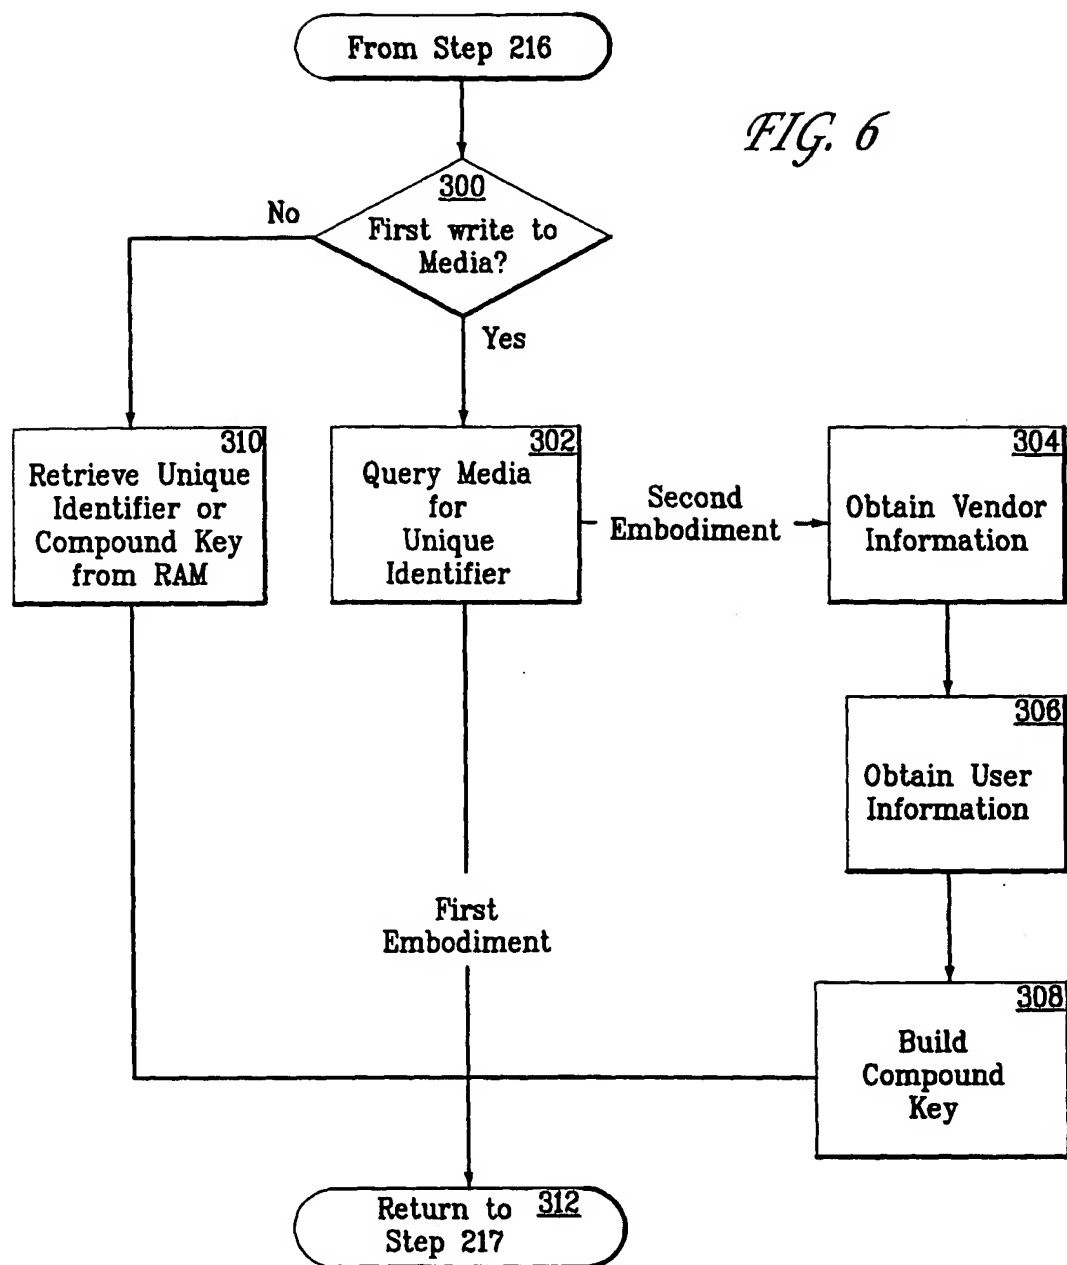 From Step 216
FIG. 6
300
First write to
Media?
No
Yes
310
Retrieve Unique
Identifier or
Compound Key
from RAM
302
Query Media
for
Unique
Identifier
Second
Embodiment
304
Obtain Vendor
Information
306
Obtain User
Information
First
Embodiment
308
Build
Compound
Key
Return to 312
Step 217